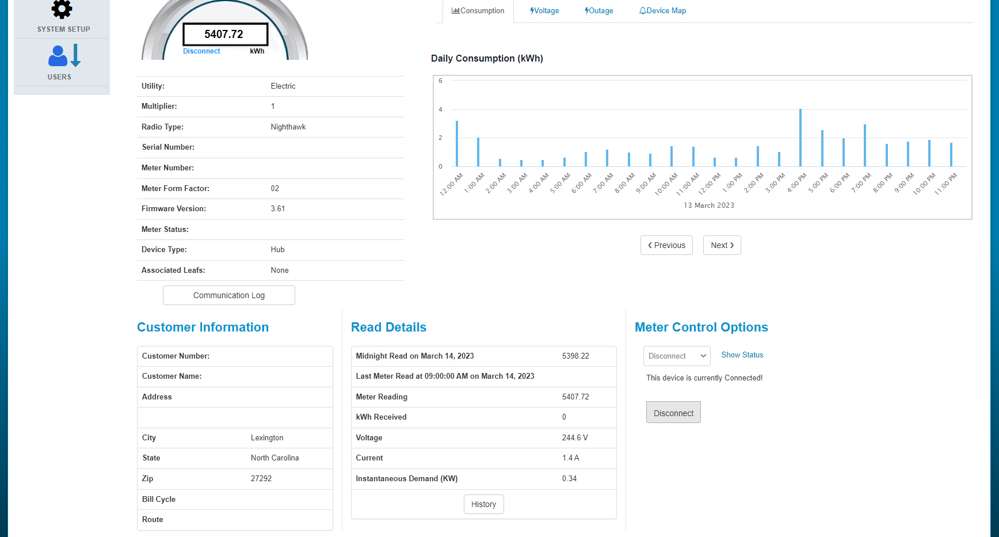 SYSTEM SETUP
USERS
5407.72
Disconnect kWh
Utility: Electric
Multiplier: 1
Radio Type: Nighthawk
Serial Number:
Meter Number:
Meter Form Factor: 02
Firmware Version: 3.61
Meter Status:
Device Type: Hub
Associated Leafs: None
Communication Log
Consumption Voltage Outage Device Map
Daily Consumption (kWh)
6
4
2
0
12:00 AM 1:00 AM 2:00 AM 3:00 AM 4:00 AM 5:00 AM 6:00 AM 7:00 AM 8:00 AM 9:00 AM 10:00 AM 11:00 AM 12:00 PM 1:00 PM 2:00 PM 3:00 PM 4:00 PM 5:00 PM 6:00 PM 7:00 PM 8:00 PM 9:00 PM 10:00 PM 11:00 PM
13 March 2023
Previous Next
Customer Information
Customer Number:
Customer Name:
Address
City Lexington
State North Carolina
Zip 27292
Bill Cycle
Route
Read Details
Midnight Read on March 14, 2023 5398.22
Last Meter Read at 09:00:00 AM on March 14, 2023
Meter Reading 5407.72
kWh Received 0
Voltage 244.6 V
Current 1.4 A
Instantaneous Demand (KW) 0.34
History
Meter Control Options
Disconnect Show Status
This device is currently Connected!
Disconnect